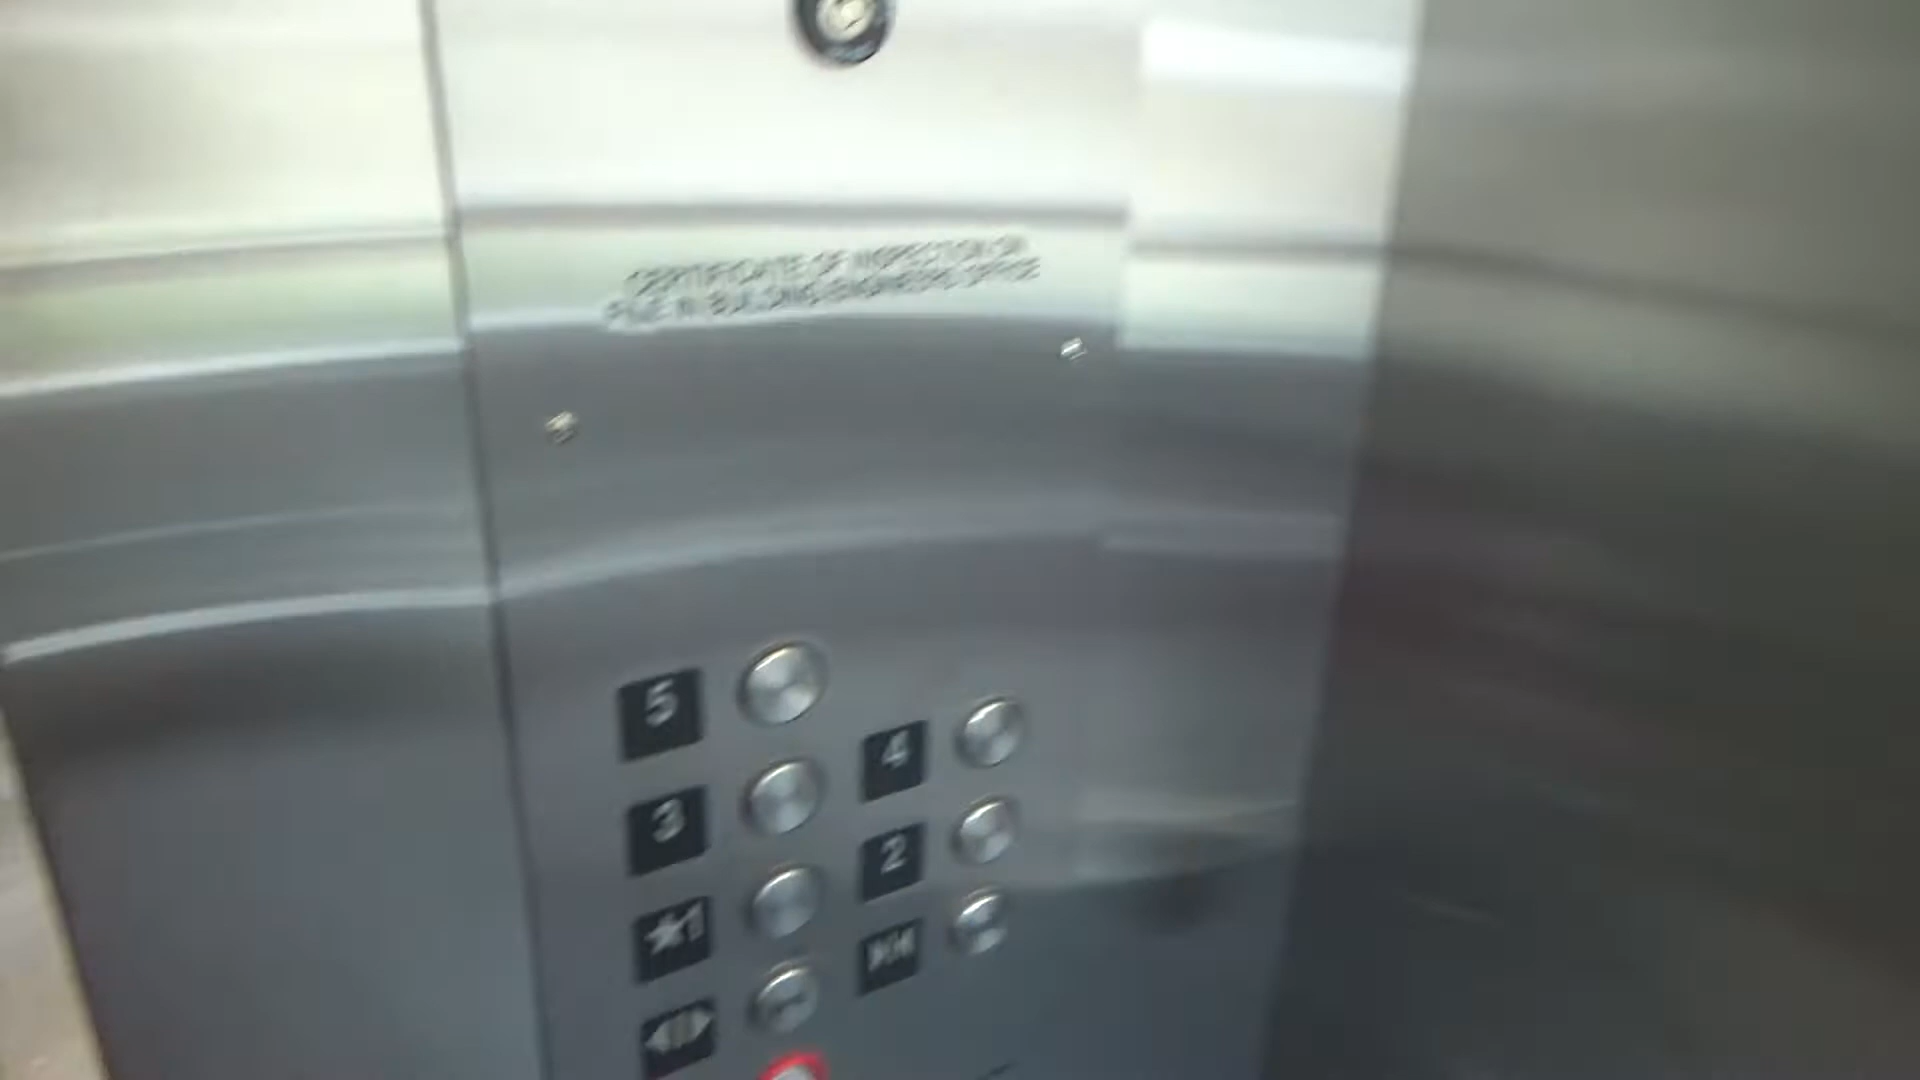 CERTIFICATE OF INSPECTION ON
FILE IN BUILDING ENGINEERS OFFICE
5
4
3
2
★1